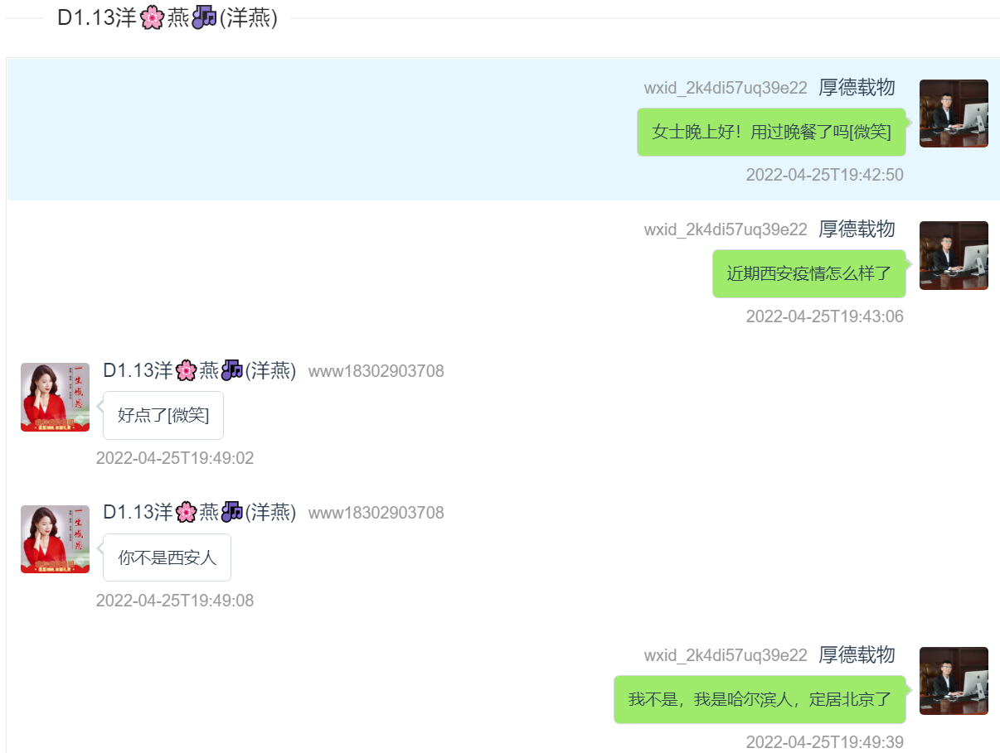 D1.13洋🌸燕🎶(洋燕)
wxid_2k4di57uq39e22 厚德载物
女士晚上好！用过晚餐了吗[微笑]
2022-04-25T19:42:50
wxid_2k4di57uq39e22 厚德载物
近期西安疫情怎么样了
2022-04-25T19:43:06
D1.13洋🌸燕🎶(洋燕) www18302903708
一生感恩
好点了[微笑]
2022-04-25T19:49:02
D1.13洋🌸燕🎶(洋燕) www18302903708
一生感恩
你不是西安人
2022-04-25T19:49:08
wxid_2k4di57uq39e22 厚德载物
我不是，我是哈尔滨人，定居北京了
2022-04-25T19:49:39